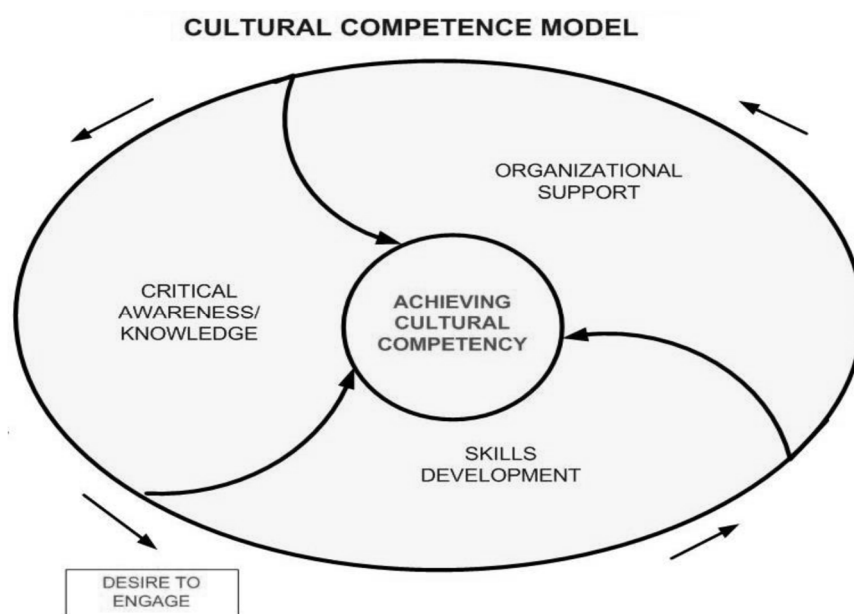 CULTURAL COMPETENCE MODEL
ORGANIZATIONAL
SUPPORT
CRITICAL
AWARENESS/
KNOWLEDGE
ACHIEVING
CULTURAL
COMPETENCY
SKILLS
DEVELOPMENT
DESIRE TO
ENGAGE